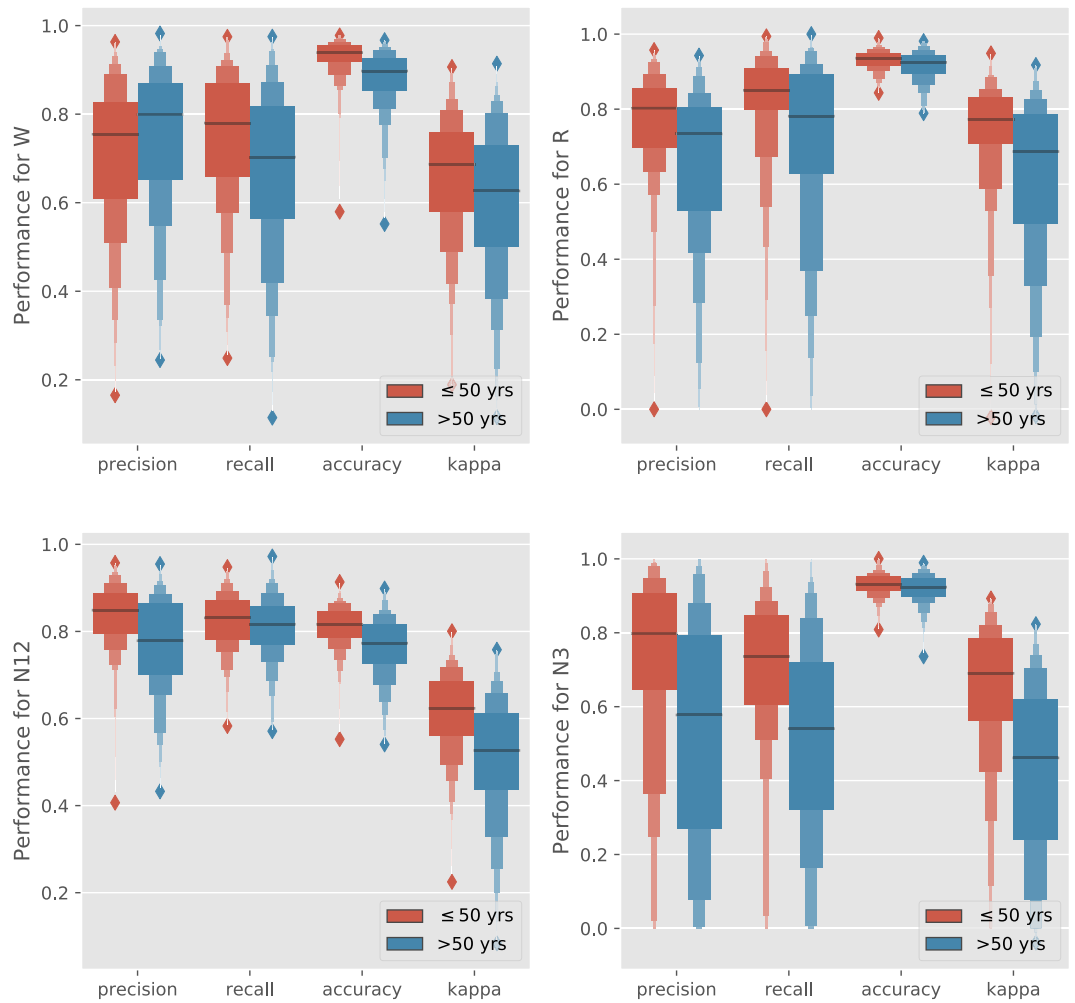 Performance for W
1.0
0.8
0.6
0.4
0.2
≤50 yrs
>50 yrs
precision recall accuracy kappa
Performance for R
1.0
0.8
0.6
0.4
0.2
0.0
≤50 yrs
>50 yrs
precision recall accuracy kappa
Performance for N12
1.0
0.8
0.6
0.4
0.2
≤50 yrs
>50 yrs
precision recall accuracy kappa
Performance for N3
1.0
0.8
0.6
0.4
0.2
0.0
≤50 yrs
>50 yrs
precision recall accuracy kappa